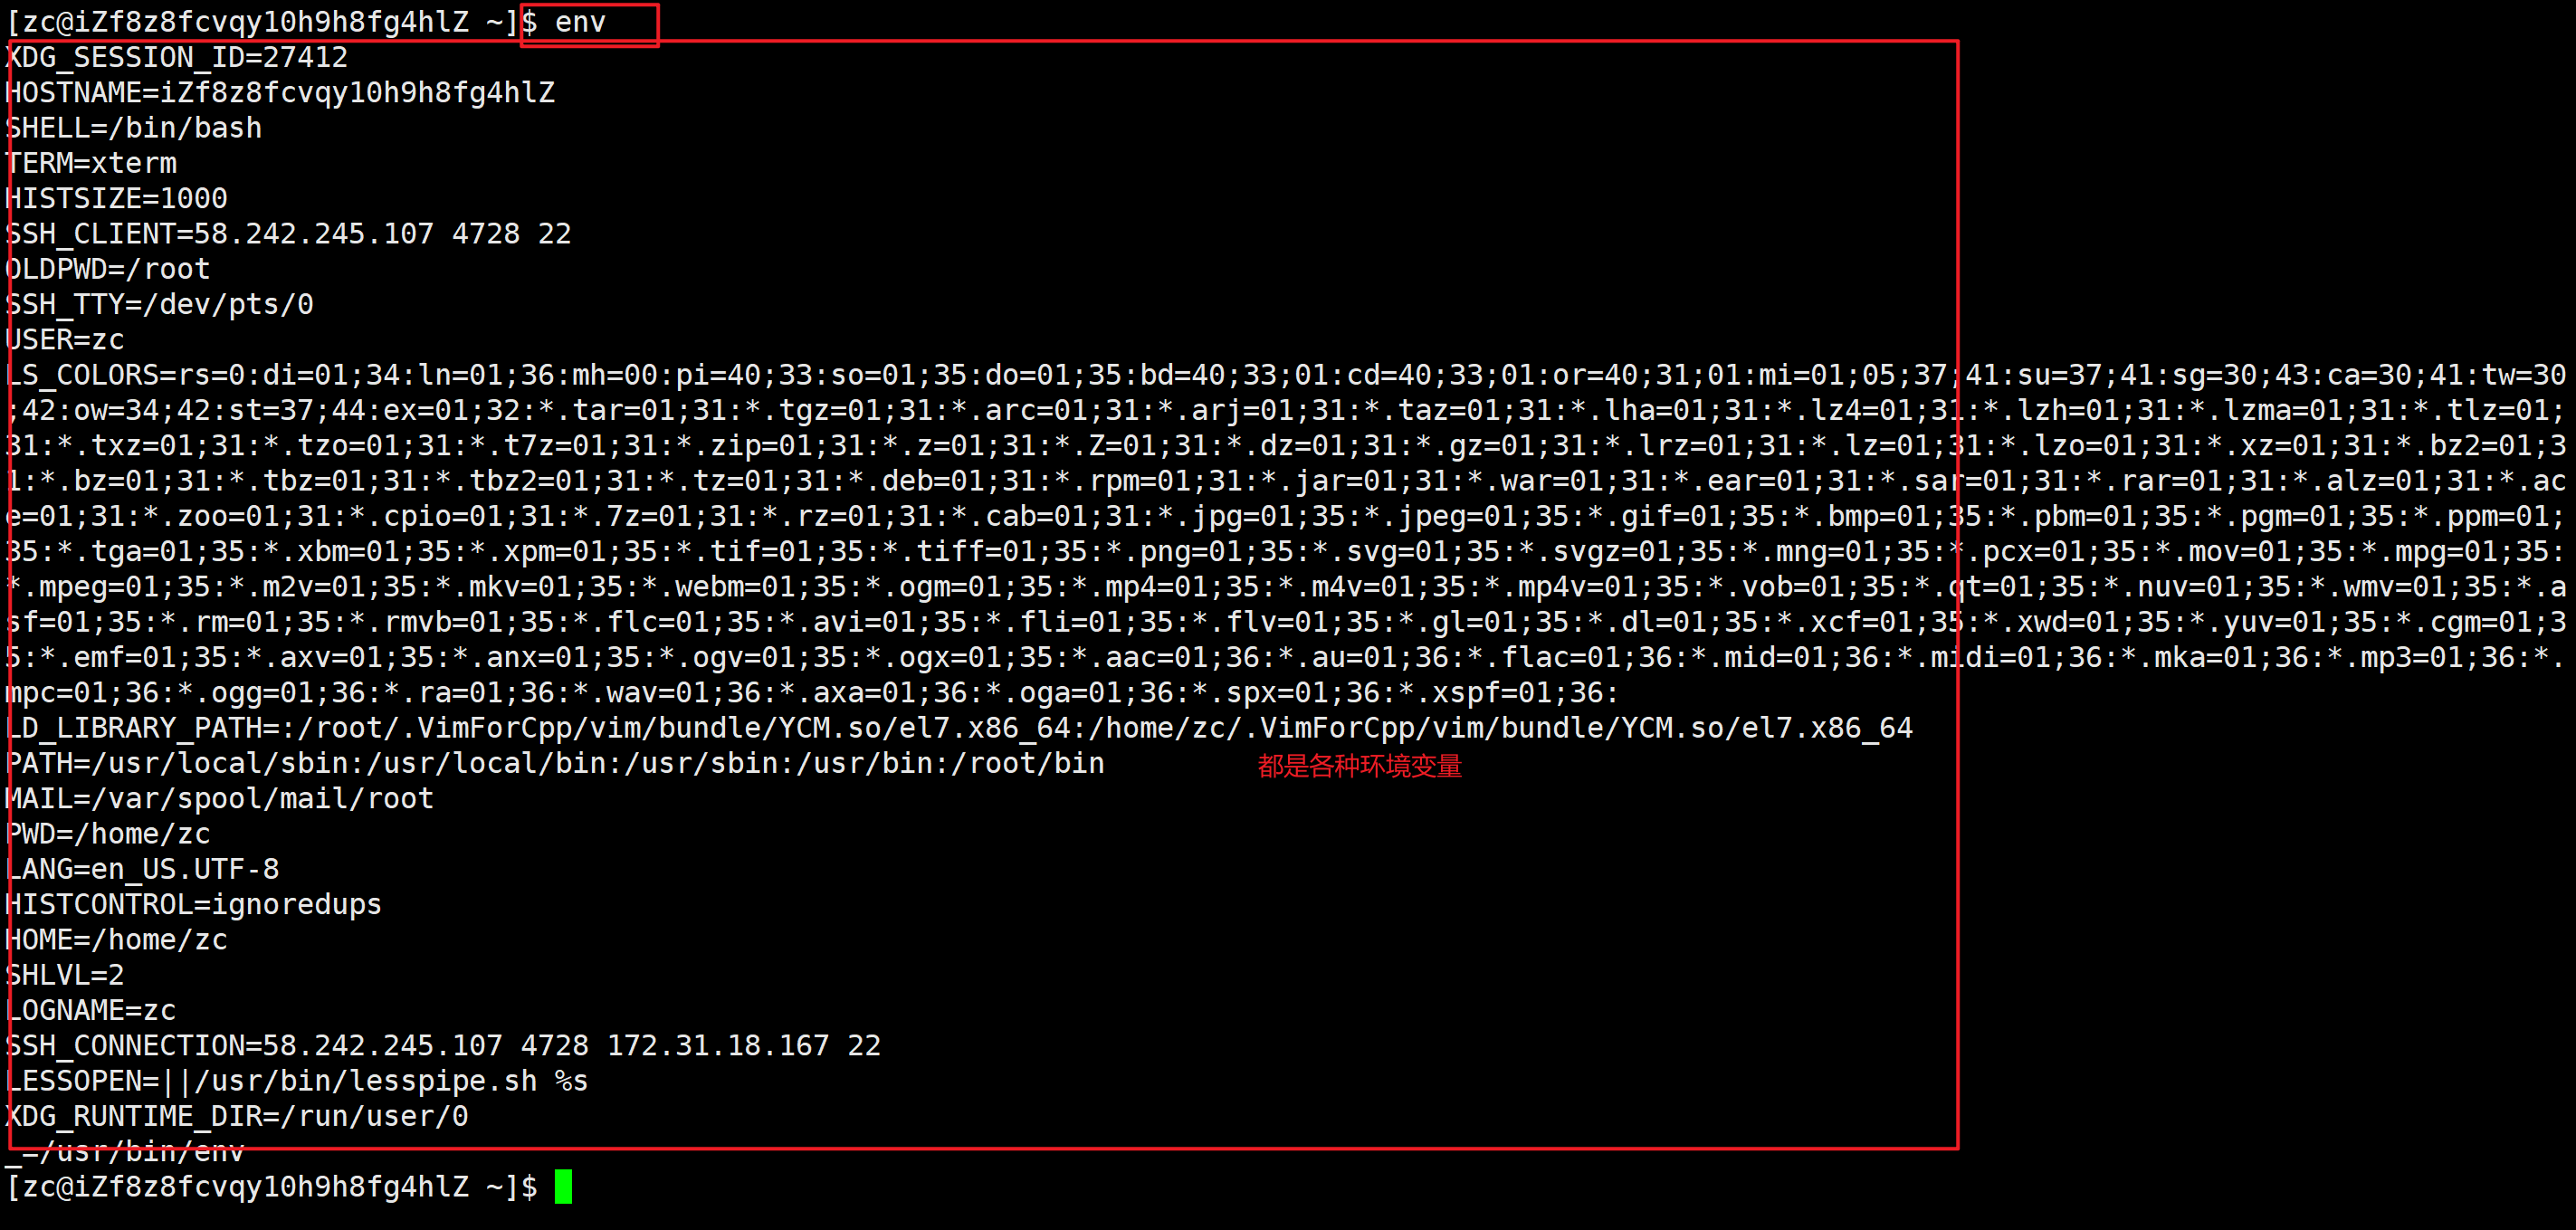 [zc@iZf8z8fcvqy10h9h8fg4hlZ ~]$ env
XDG_SESSION_ID=27412
HOSTNAME=iZf8z8fcvqy10h9h8fg4hlZ
SHELL=/bin/bash
TERM=xterm
HISTSIZE=1000
SSH_CLIENT=58.242.245.107 4728 22
OLDPWD=/root
SSH_TTY=/dev/pts/0
USER=zc
LS_COLORS=rs=0:di=01;34:ln=01;36:mh=00:pi=40;33:so=01;35:do=01;35:bd=40;33;01:cd=40;33;01:or=40;31;01:mi=01;05;37;41:su=37;41:sg=30;43:ca=30;41:tw=30
;42:ow=34;42:st=37;44:ex=01;32:*.tar=01;31:*.tgz=01;31:*.arc=01;31:*.arj=01;31:*.taz=01;31:*.lha=01;31:*.lz4=01;31:*.lzh=01;31:*.lzma=01;31:*.tlz=01;
31:*.txz=01;31:*.tzo=01;31:*.t7z=01;31:*.zip=01;31:*.z=01;31:*.Z=01;31:*.dz=01;31:*.gz=01;31:*.lrz=01;31:*.lz=01;31:*.lzo=01;31:*.xz=01;31:*.bz2=01;3
1:*.bz=01;31:*.tbz=01;31:*.tbz2=01;31:*.tz=01;31:*.deb=01;31:*.rpm=01;31:*.jar=01;31:*.war=01;31:*.ear=01;31:*.sar=01;31:*.rar=01;31:*.alz=01;31:*.ac
e=01;31:*.zoo=01;31:*.cpio=01;31:*.7z=01;31:*.rz=01;31:*.cab=01;31:*.jpg=01;35:*.jpeg=01;35:*.gif=01;35:*.bmp=01;35:*.pbm=01;35:*.pgm=01;35:*.ppm=01;
35:*.tga=01;35:*.xbm=01;35:*.xpm=01;35:*.tif=01;35:*.tiff=01;35:*.png=01;35:*.svg=01;35:*.svgz=01;35:*.mng=01;35:*.pcx=01;35:*.mov=01;35:*.mpg=01;35:
*.mpeg=01;35:*.m2v=01;35:*.mkv=01;35:*.webm=01;35:*.ogm=01;35:*.mp4=01;35:*.m4v=01;35:*.mp4v=01;35:*.vob=01;35:*.qt=01;35:*.nuv=01;35:*.wmv=01;35:*.a
sf=01;35:*.rm=01;35:*.rmvb=01;35:*.flc=01;35:*.avi=01;35:*.fli=01;35:*.flv=01;35:*.gl=01;35:*.dl=01;35:*.xcf=01;35:*.xwd=01;35:*.yuv=01;35:*.cgm=01;3
5:*.emf=01;35:*.axv=01;35:*.anx=01;35:*.ogv=01;35:*.ogx=01;35:*.aac=01;36:*.au=01;36:*.flac=01;36:*.mid=01;36:*.midi=01;36:*.mka=01;36:*.mp3=01;36:*.
mpc=01;36:*.ogg=01;36:*.ra=01;36:*.wav=01;36:*.axa=01;36:*.oga=01;36:*.spx=01;36:*.xspf=01;36:
LD_LIBRARY_PATH=:/root/.VimForCpp/vim/bundle/YCM.so/el7.x86_64:/home/zc/.VimForCpp/vim/bundle/YCM.so/el7.x86_64
PATH=/usr/local/sbin:/usr/local/bin:/usr/sbin:/usr/bin:/root/bin 都是各种环境变量
MAIL=/var/spool/mail/root
PWD=/home/zc
LANG=en_US.UTF-8
HISTCONTROL=ignoredups
HOME=/home/zc
SHLVL=2
LOGNAME=zc
SSH_CONNECTION=58.242.245.107 4728 172.31.18.167 22
LESSOPEN=||/usr/bin/lesspipe.sh %s
XDG_RUNTIME_DIR=/run/user/0
_=/usr/bin/env
[zc@iZf8z8fcvqy10h9h8fg4hlZ ~]$